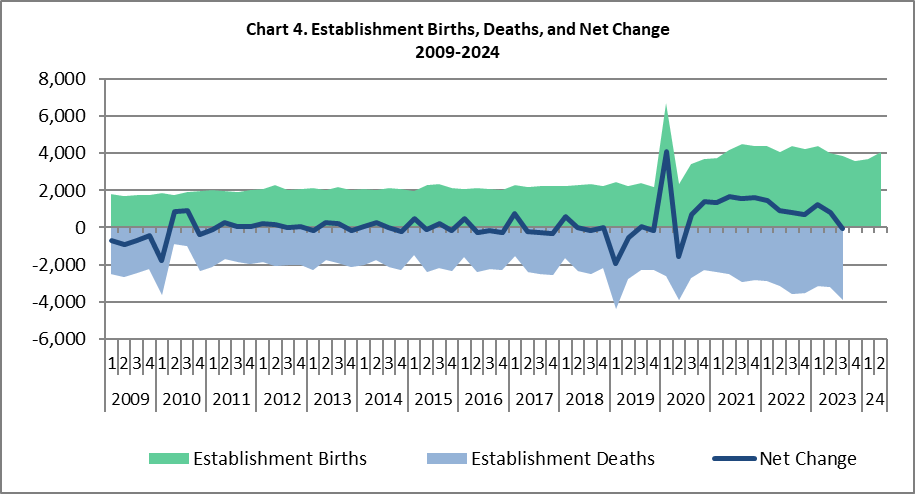 Chart 4. Establishment Births, Deaths, and Net Change
2009-2024
8,000
6,000
4,000
2,000
0
-2,000
-4,000
-6,000
1 2 3 4 1 2 3 4 1 2 3 4 1 2 3 4 1 2 3 4 1 2 3 4 1 2 3 4 1 2 3 4 1 2 3 4 1 2 3 4 1 2 3 4 1 2 3 4 1 2 3 4 1 2 3 4 1 2 3 4 1 2
2009 2010 2011 2012 2013 2014 2015 2016 2017 2018 2019 2020 2021 2022 2023 24
Establishment Births Establishment Deaths Net Change